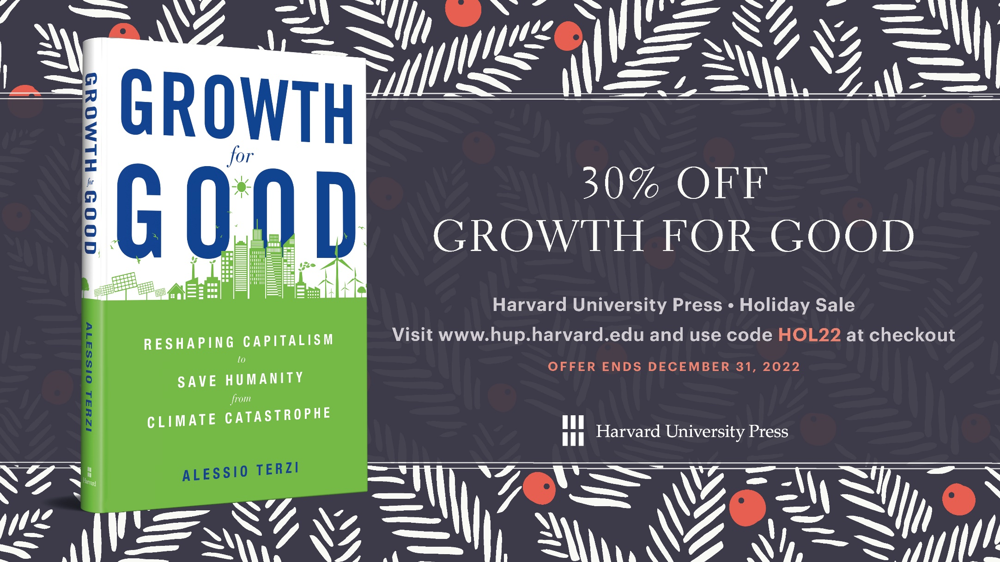 GROWTH for GOOD
ALESSIO TERZI
Harvard
GROWTH
for
GOOD
RESHAPING CAPITALISM
to
SAVE HUMANITY
from
CLIMATE CATASTROPHE
ALESSIO TERZI
30% OFF
GROWTH FOR GOOD
Harvard University Press • Holiday Sale
Visit www.hup.harvard.edu and use code HOL22 at checkout
OFFER ENDS DECEMBER 31, 2022
Harvard University Press